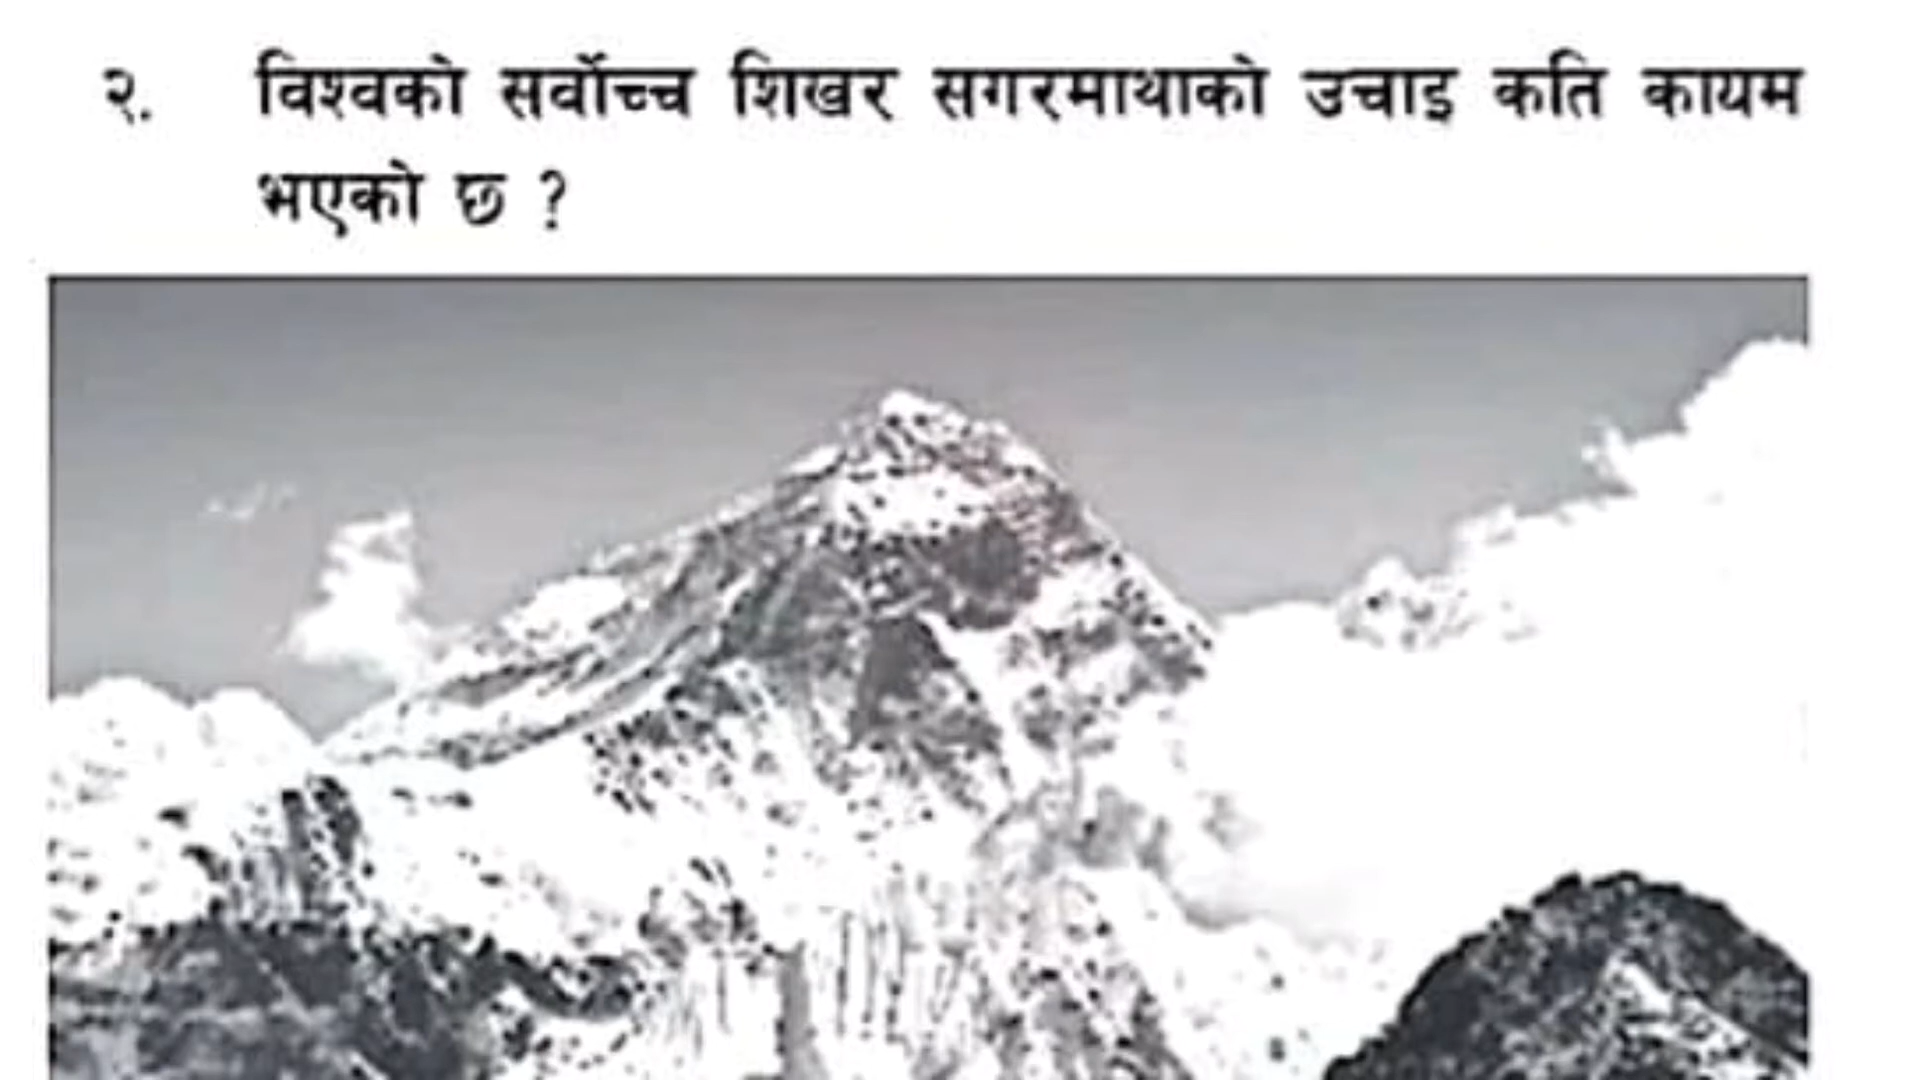 २. विश्वको सर्वोच्च शिखर सगरमाथाको उचाइ कति कायम
भएको छ ?